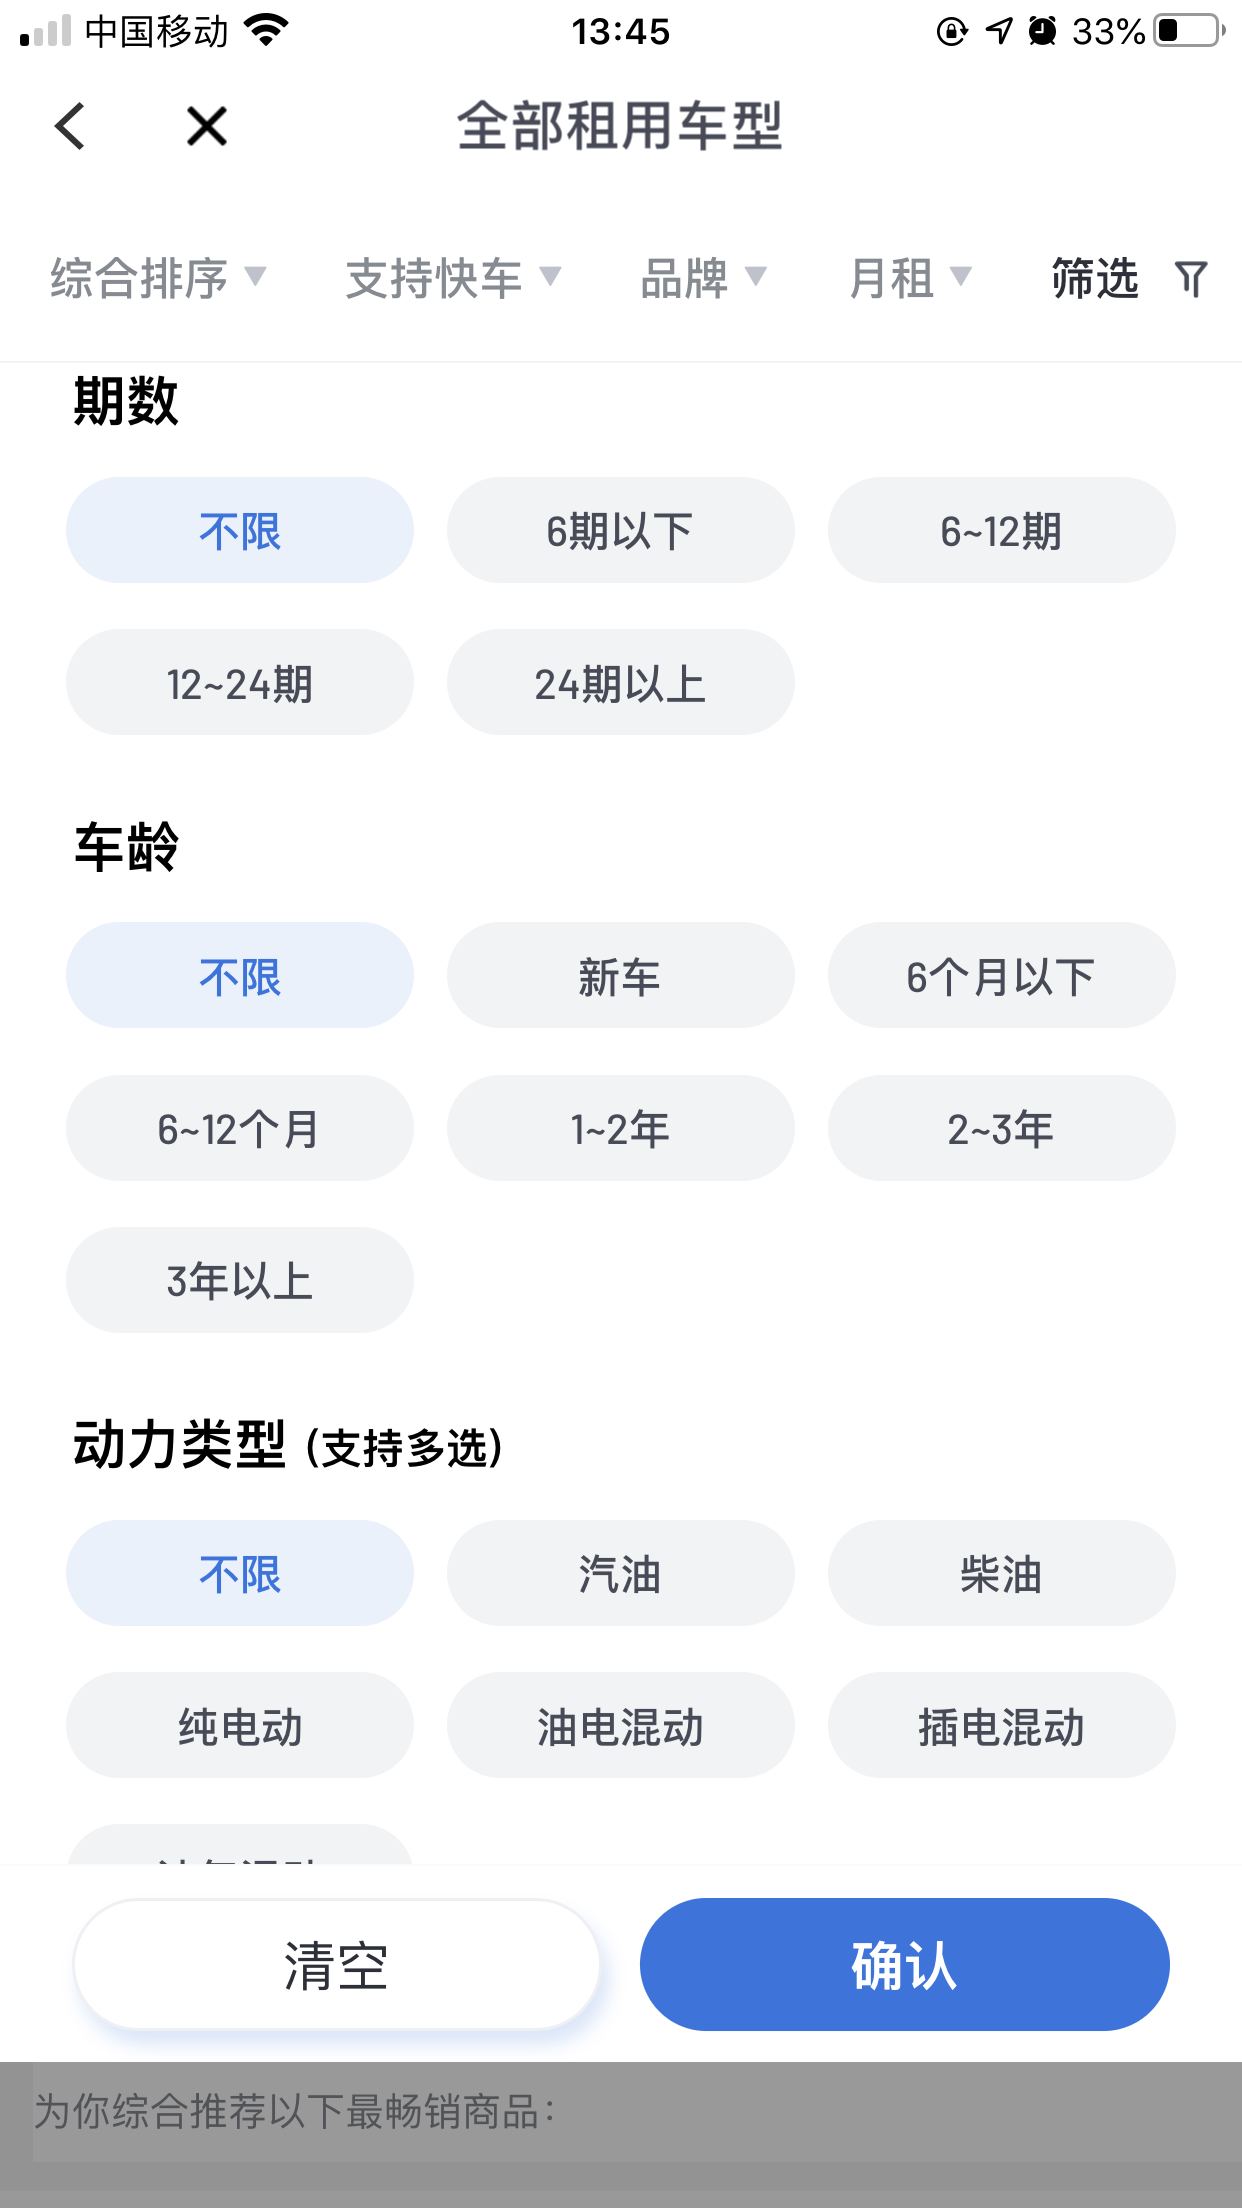 中国移动 13:45 33%
全部租用车型
综合排序 支持快车 品牌 月租 筛选
期数
不限 6期以下 6~12期
12~24期 24期以上
车龄
不限 新车 6个月以下
6~12个月 1~2年 2~3年
3年以上
动力类型 (支持多选)
不限 汽油 柴油
纯电动 油电混动 插电混动
清空 确认
为你综合推荐以下最畅销商品：